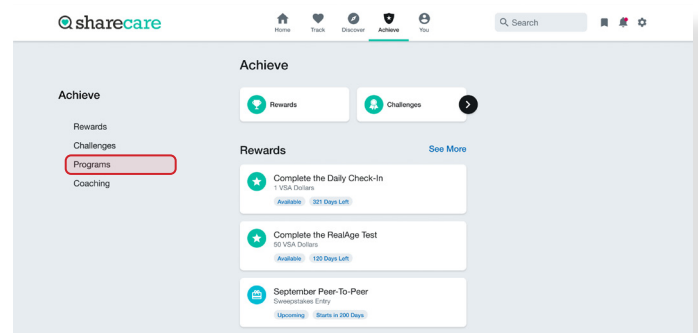 sharecare
Home Track Discover Achieve You
Search
Achieve
Rewards
Challenges
Programs
Coaching
Achieve
Rewards
Challenges
Rewards
See More
Complete the Daily Check-In
1 VSA Dollars
Available 321 Days Left
Complete the RealAge Test
50 VSA Dollars
Available 120 Days Left
September Peer-To-Peer
Sweepstakes Entry
Upcoming Starts in 200 Days